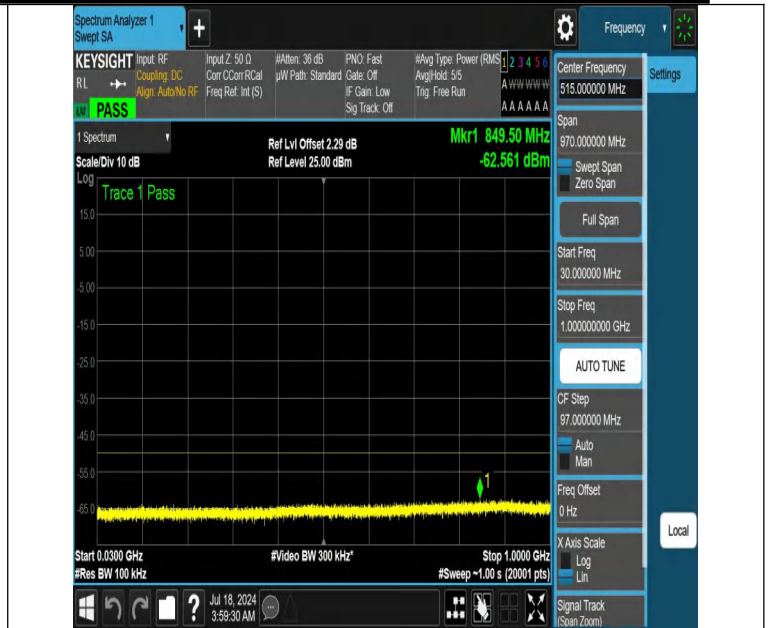 Spectrum Analyzer 1
Swept SA
+
Frequency
KEYSIGHT
RL
PASS
Input: RF
Coupling: DC
Align: Auto/No RF
Input Z: 50 Ω
Corr CCorr RCal
Freq Ref: Int (S)
#Atten: 36 dB
µW Path: Standard
PNO: Fast
Gate: Off
IF Gain: Low
Sig Track: Off
#Avg Type: Power (RMS
Avg|Hold: 5/5
Trig: Free Run
1 2 3 4 5 6
A W W W W W
A A A A A A
Center Frequency
515.000000 MHz
Settings
1 Spectrum
Scale/Div 10 dB
Ref Lvl Offset 2.29 dB
Ref Level 25.00 dBm
Mkr1 849.50 MHz
-62.561 dBm
Span
970.000000 MHz
Swept Span
Zero Span
Full Span
Start Freq
30.000000 MHz
Stop Freq
1.000000000 GHz
AUTO TUNE
CF Step
97.000000 MHz
Auto
Man
Freq Offset
0 Hz
X Axis Scale
Log
Lin
Signal Track
(Span Zoom)
Local
Log
Trace 1 Pass
15.0
5.00
-5.00
-15.0
-25.0
-35.0
-45.0
-55.0
-65.0
1
Start 0.0300 GHz
#Res BW 100 kHz
#Video BW 300 kHz*
Stop 1.0000 GHz
#Sweep ~1.00 s (20001 pts)
?
Jul 18, 2024
3:59:30 AM